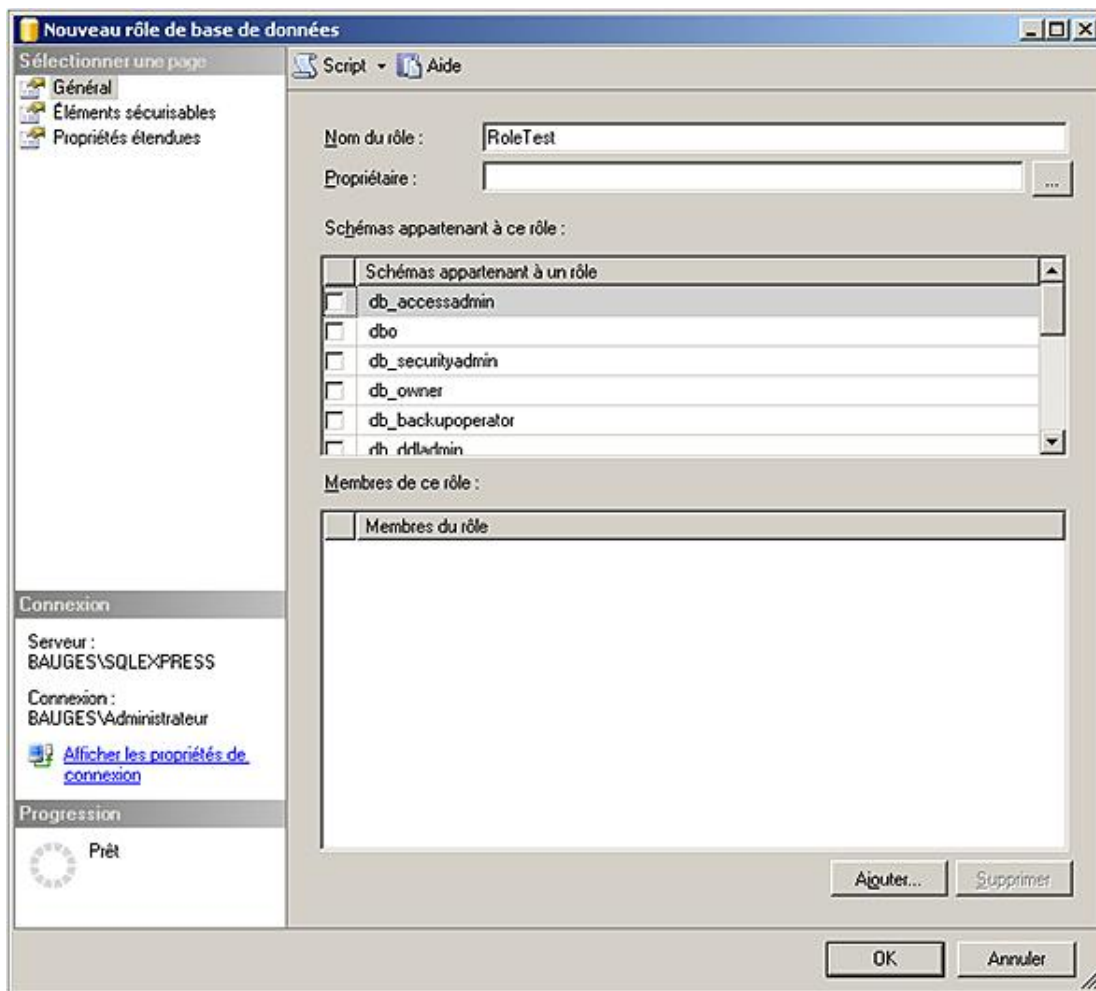 Nouveau rôle de base de données
Sélectionner une page
Général
Éléments sécurisables
Propriétés étendues
Script
Aide
Nom du rôle :
RoleTest
Propriétaire :
...
Schémas appartenant à ce rôle :
Schémas appartenant à un rôle
db_accessadmin
dbo
db_securityadmin
db_owner
db_backupoperator
db_ddladmin
Membres de ce rôle :
Membres du rôle
Connexion
Serveur :
BAUGES\SQLEXPRESS
Connexion :
BAUGES\Administrateur
Afficher les propriétés de
connexion
Progression
Prêt
Ajouter...
Supprimer
OK
Annuler